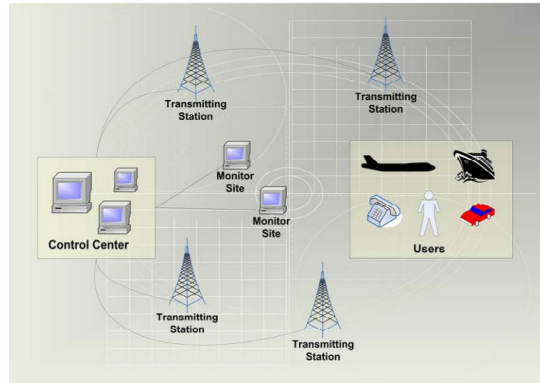 Transmitting
Station
Transmitting
Station
Monitor
Site
Monitor
Site
Control Center
Users
Transmitting
Station
Transmitting
Station